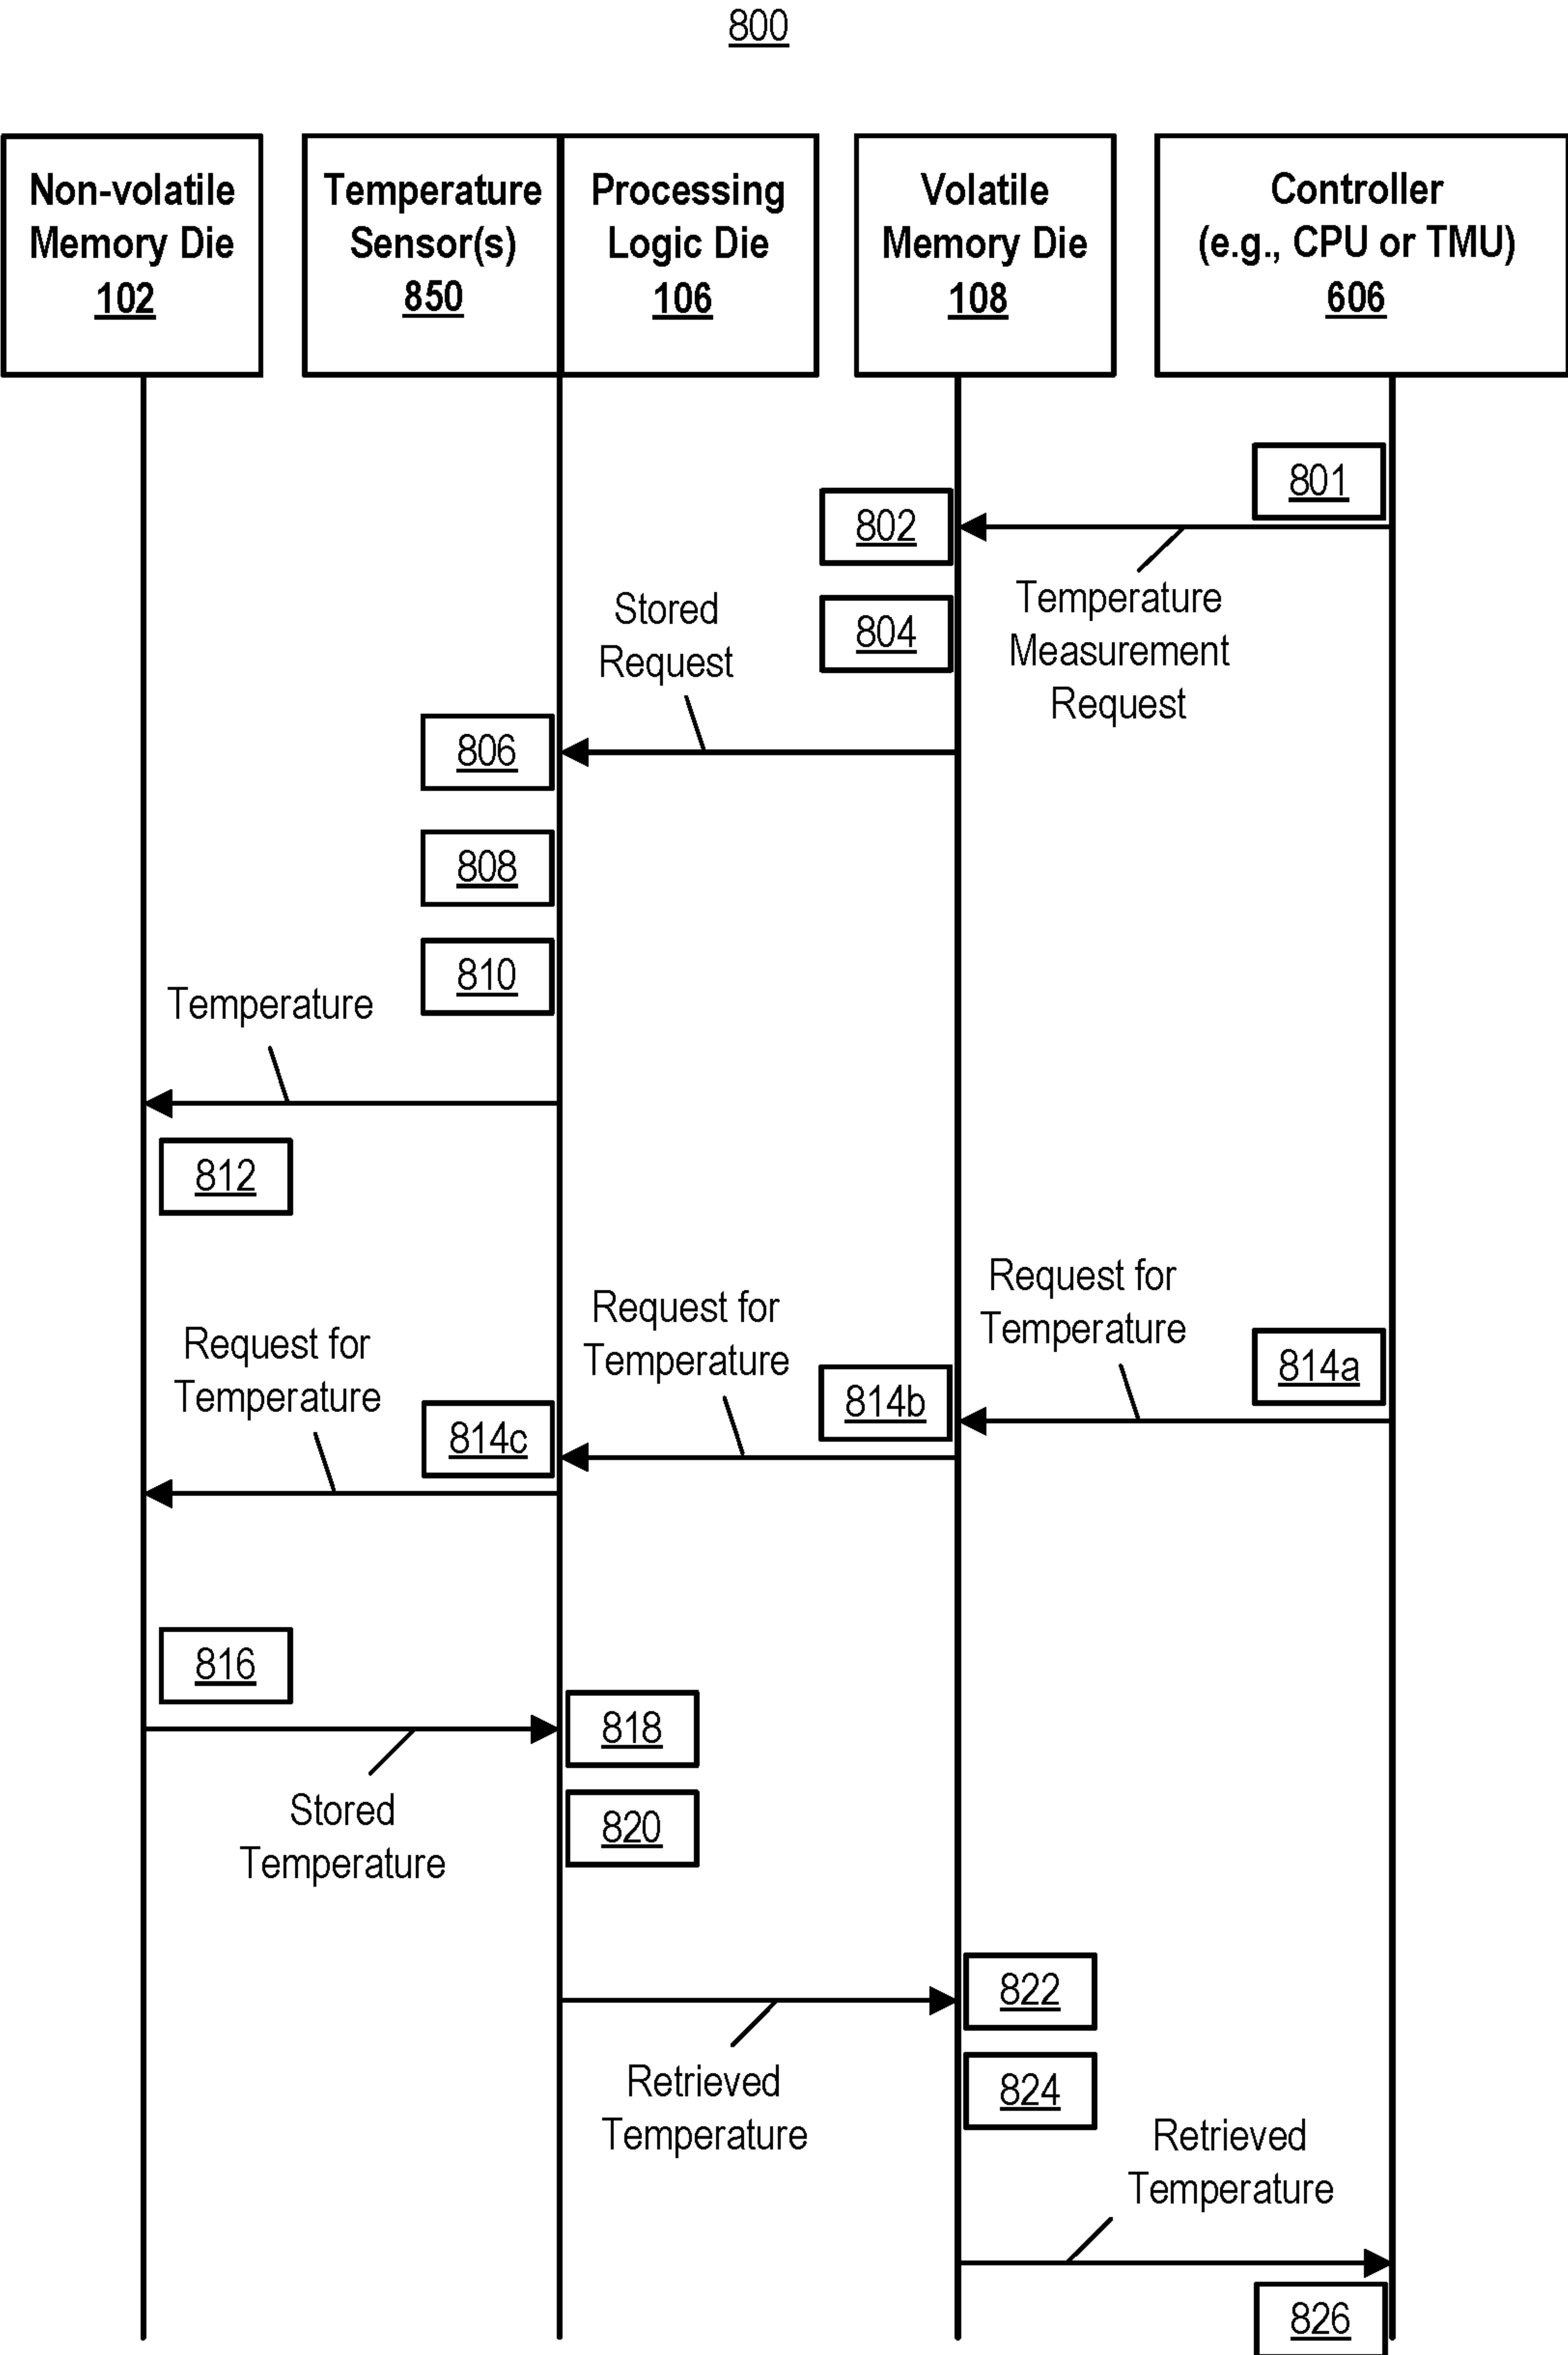 800
Non-volatile
Memory Die
102
Temperature
Sensor(s)
850
Processing
Logic Die
106
Volatile
Memory Die
108
Controller
(e.g., CPU or TMU)
606
801
802
Temperature
Measurement
Request
804
Stored
Request
806
808
810
Temperature
812
Request for
Temperature
814a
Request for
Temperature
814b
Request for
Temperature
814c
816
818
Stored
Temperature
820
822
Retrieved
Temperature
824
Retrieved
Temperature
826